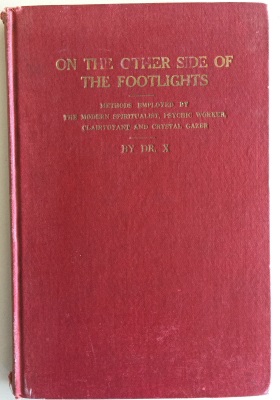 ON THE OTHER SIDE OF
THE FOOTLIGHTS
METHODS EMPLOYED BY
THE MODERN SPIRITUALIST, PSYCHIC WORKER,
CLAIRVOYANT AND CRYSTAL GAZER
BY DR. X